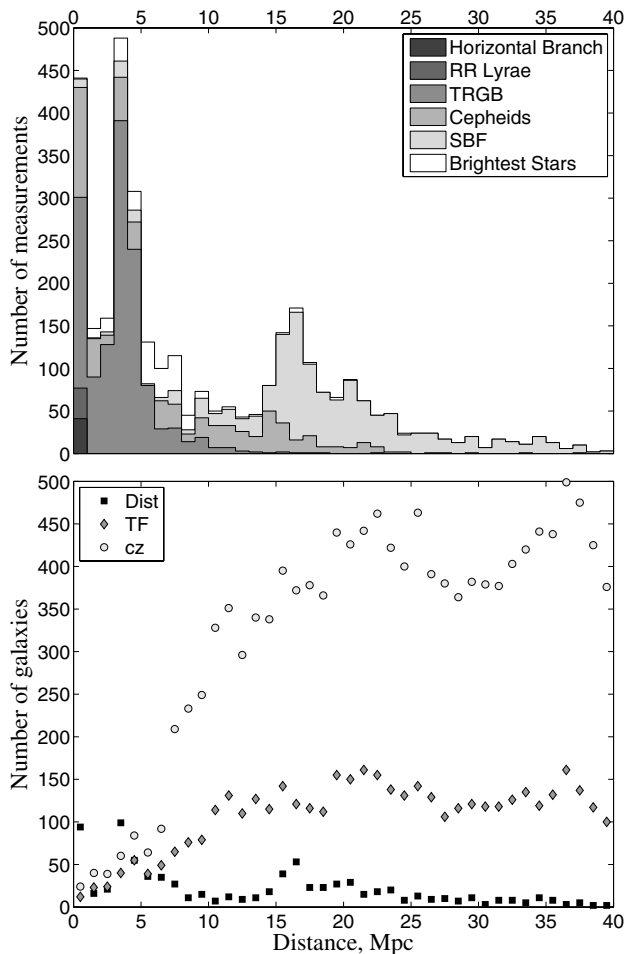 0 5 10 15 20 25 30 35 40
500
450
400
350
300
250
200
150
100
50
0
Number of measurements
Horizontal Branch
RR Lyrae
TRGB
Cepheids
SBF
Brightest Stars
500
450
400
350
300
250
200
150
100
50
0
Number of galaxies
Dist
TF
cz
0 5 10 15 20 25 30 35 40
Distance, Mpc